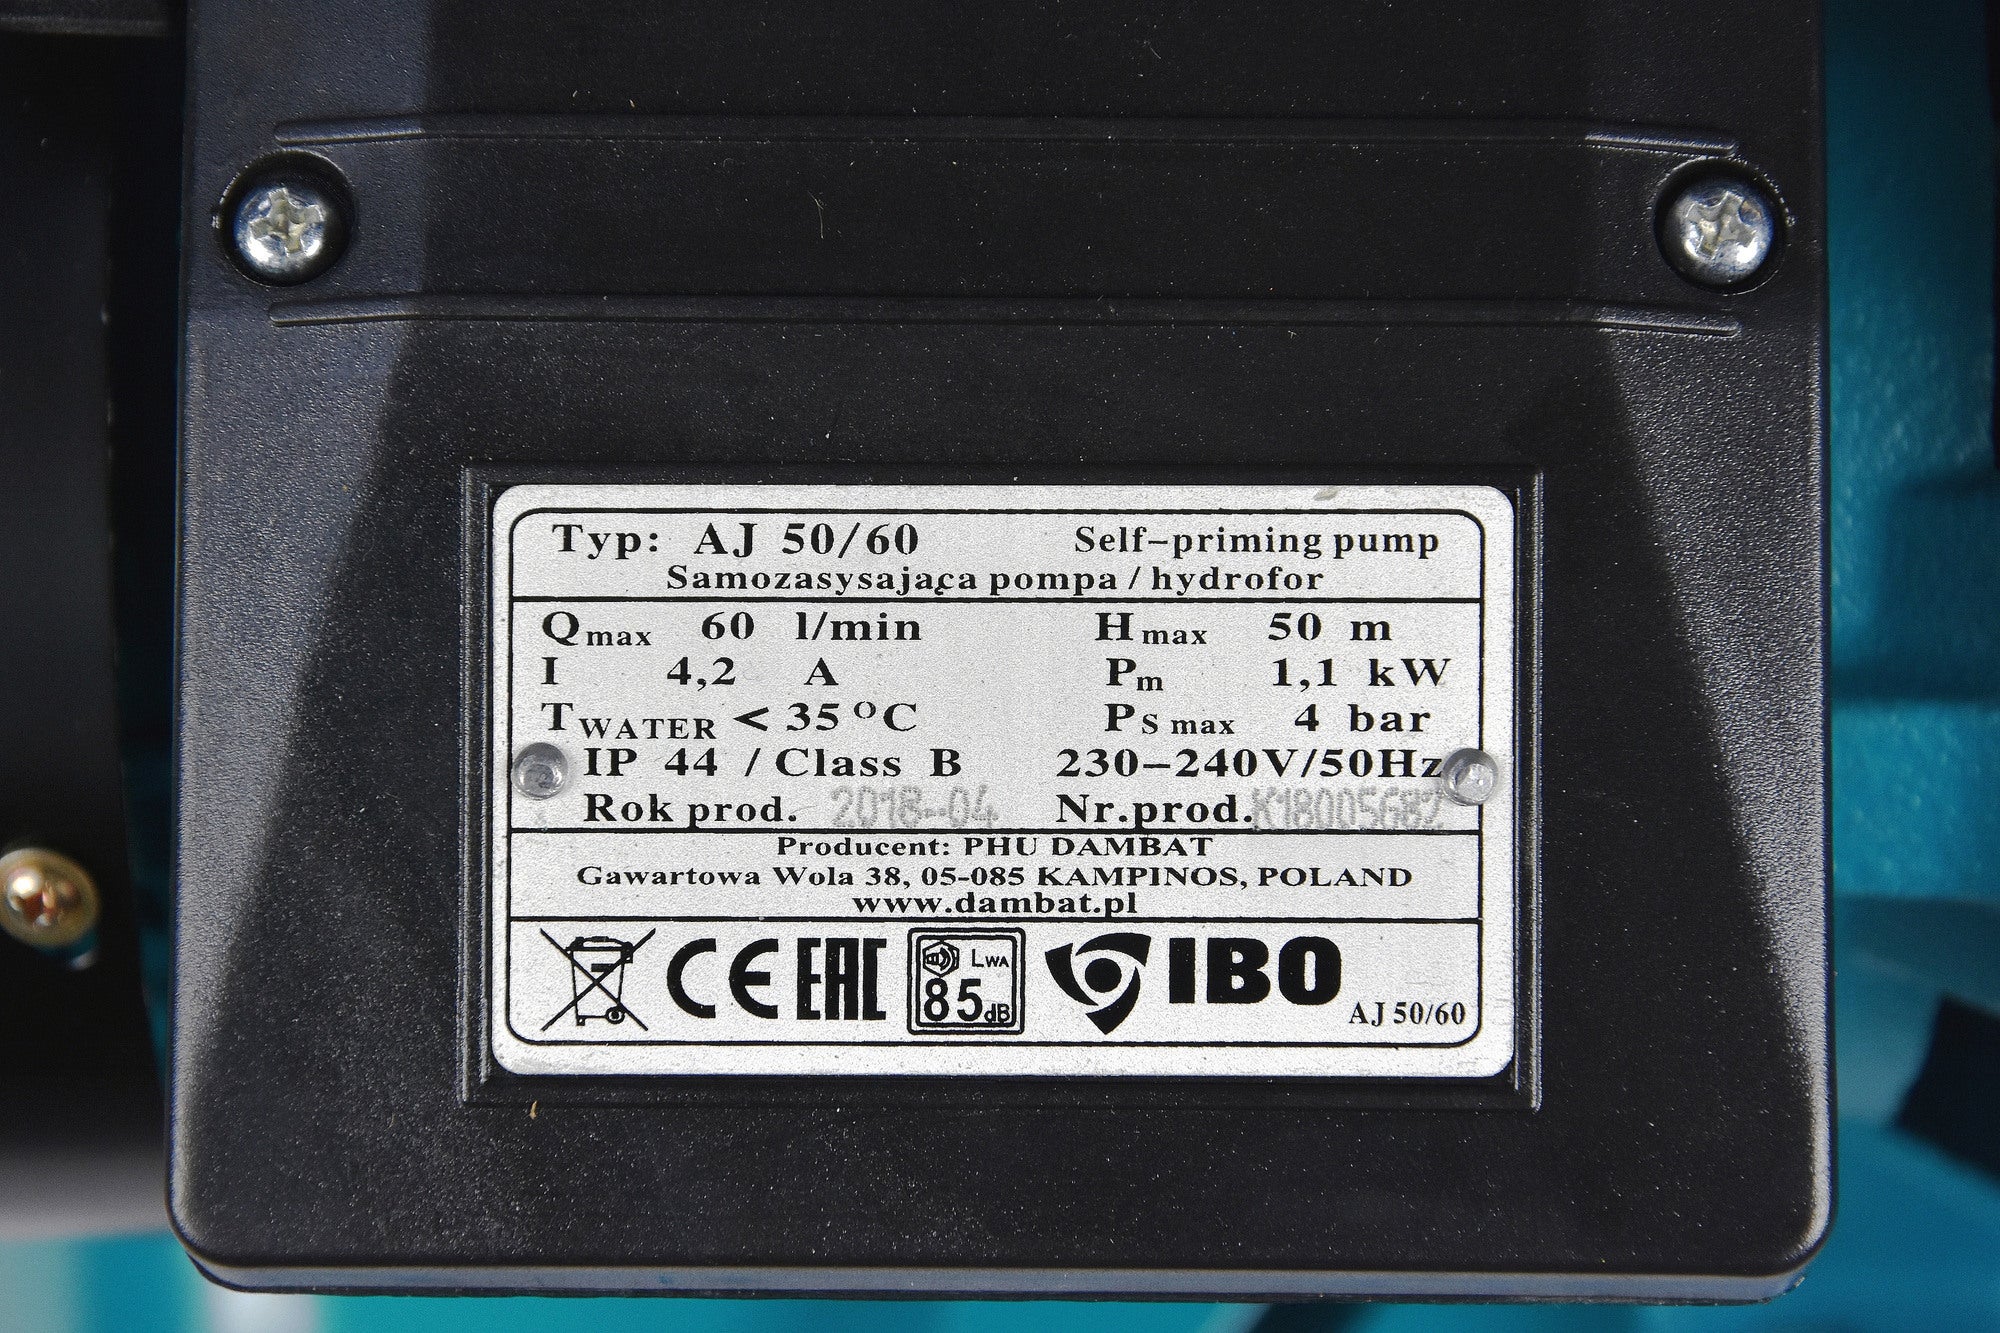 Typ: AJ 50/60 Self-priming pump
Samozasysająca pompa / hydrofor
Qmax 60 l/min Hmax 50 m
I 4,2 A Pm 1,1 kW
TWATER < 35 °C PS max 4 bar
IP 44 / Class B 230-240V/50Hz
Rok prod. 2018-04 Nr.prod. K18005682
Producent: PHU DAMBAT
Gawartowa Wola 38, 05-085 KAMPINOS, POLAND
www.dambat.pl
CE EAC LWA 85dB IBO AJ 50/60